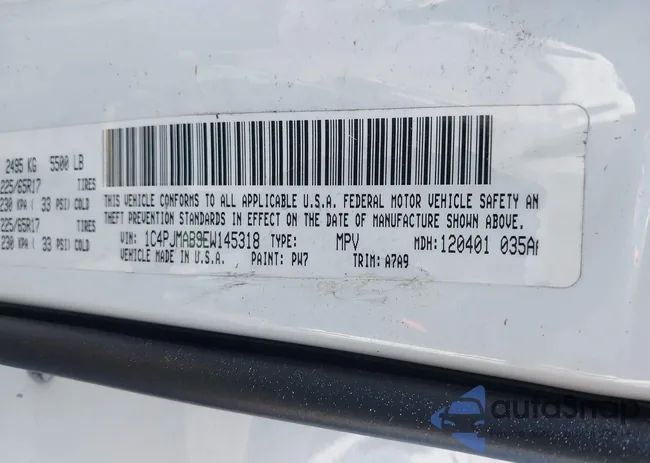 2495 KG 5500 LB
225/65R17 TIRES
230 KPA ( 33 PSI) COLD
225/65R17 TIRES
230 KPA ( 33 PSI) COLD
THIS VEHICLE CONFORMS TO ALL APPLICABLE U.S.A. FEDERAL MOTOR VEHICLE SAFETY AN
THEFT PREVENTION STANDARDS IN EFFECT ON THE DATE OF MANUFACTURE SHOWN ABOVE.
VIN: 1C4PJMAB9EW145318 TYPE: MPV MDH: 120401 035AA
VEHICLE MADE IN U.S.A. PAINT: PW7 TRIM: A7A9
autoSnap